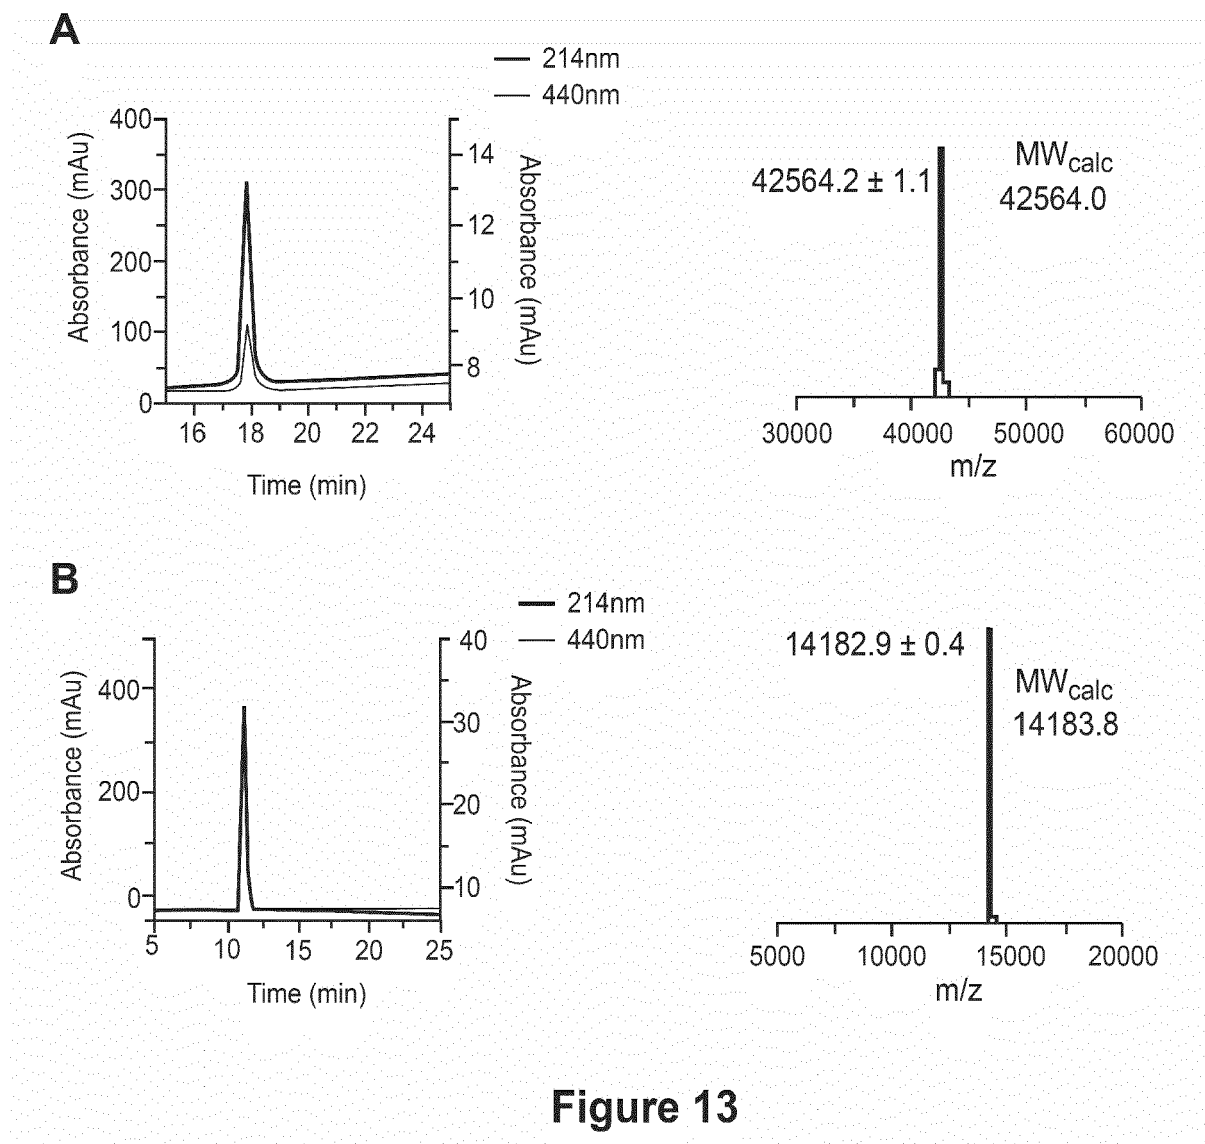 A
214nm
440nm
400
300
200
100
0
Absorbance (mAu)
14
12
10
8
Absorbance (mAu)
16 18 20 22 24
Time (min)
42564.2 ± 1.1
MWcalc
42564.0
30000 40000 50000 60000
m/z
B
214nm
440nm
400
200
0
Absorbance (mAu)
40
30
20
10
Absorbance (mAu)
5 10 15 20 25
Time (min)
14182.9 ± 0.4
MWcalc
14183.8
5000 10000 15000 20000
m/z
Figure 13